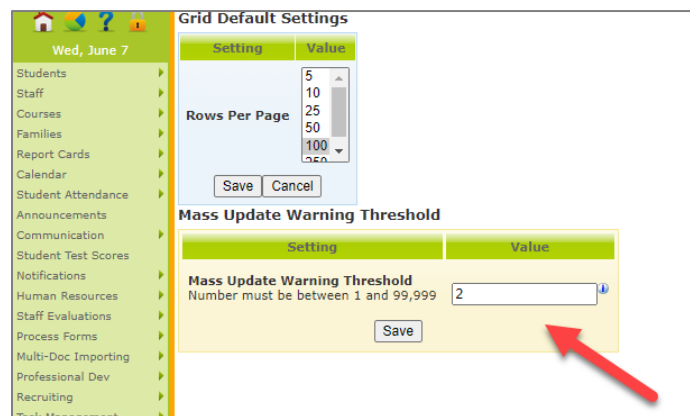 Wed, June 7
Students
Staff
Courses
Families
Report Cards
Calendar
Student Attendance
Announcements
Communication
Student Test Scores
Notifications
Human Resources
Staff Evaluations
Process Forms
Multi-Doc Importing
Professional Dev
Recruiting
Task Management
Grid Default Settings
Setting Value
Rows Per Page
5
10
25
50
100
250
Save Cancel
Mass Update Warning Threshold
Setting Value
Mass Update Warning Threshold
Number must be between 1 and 99,999
2
Save